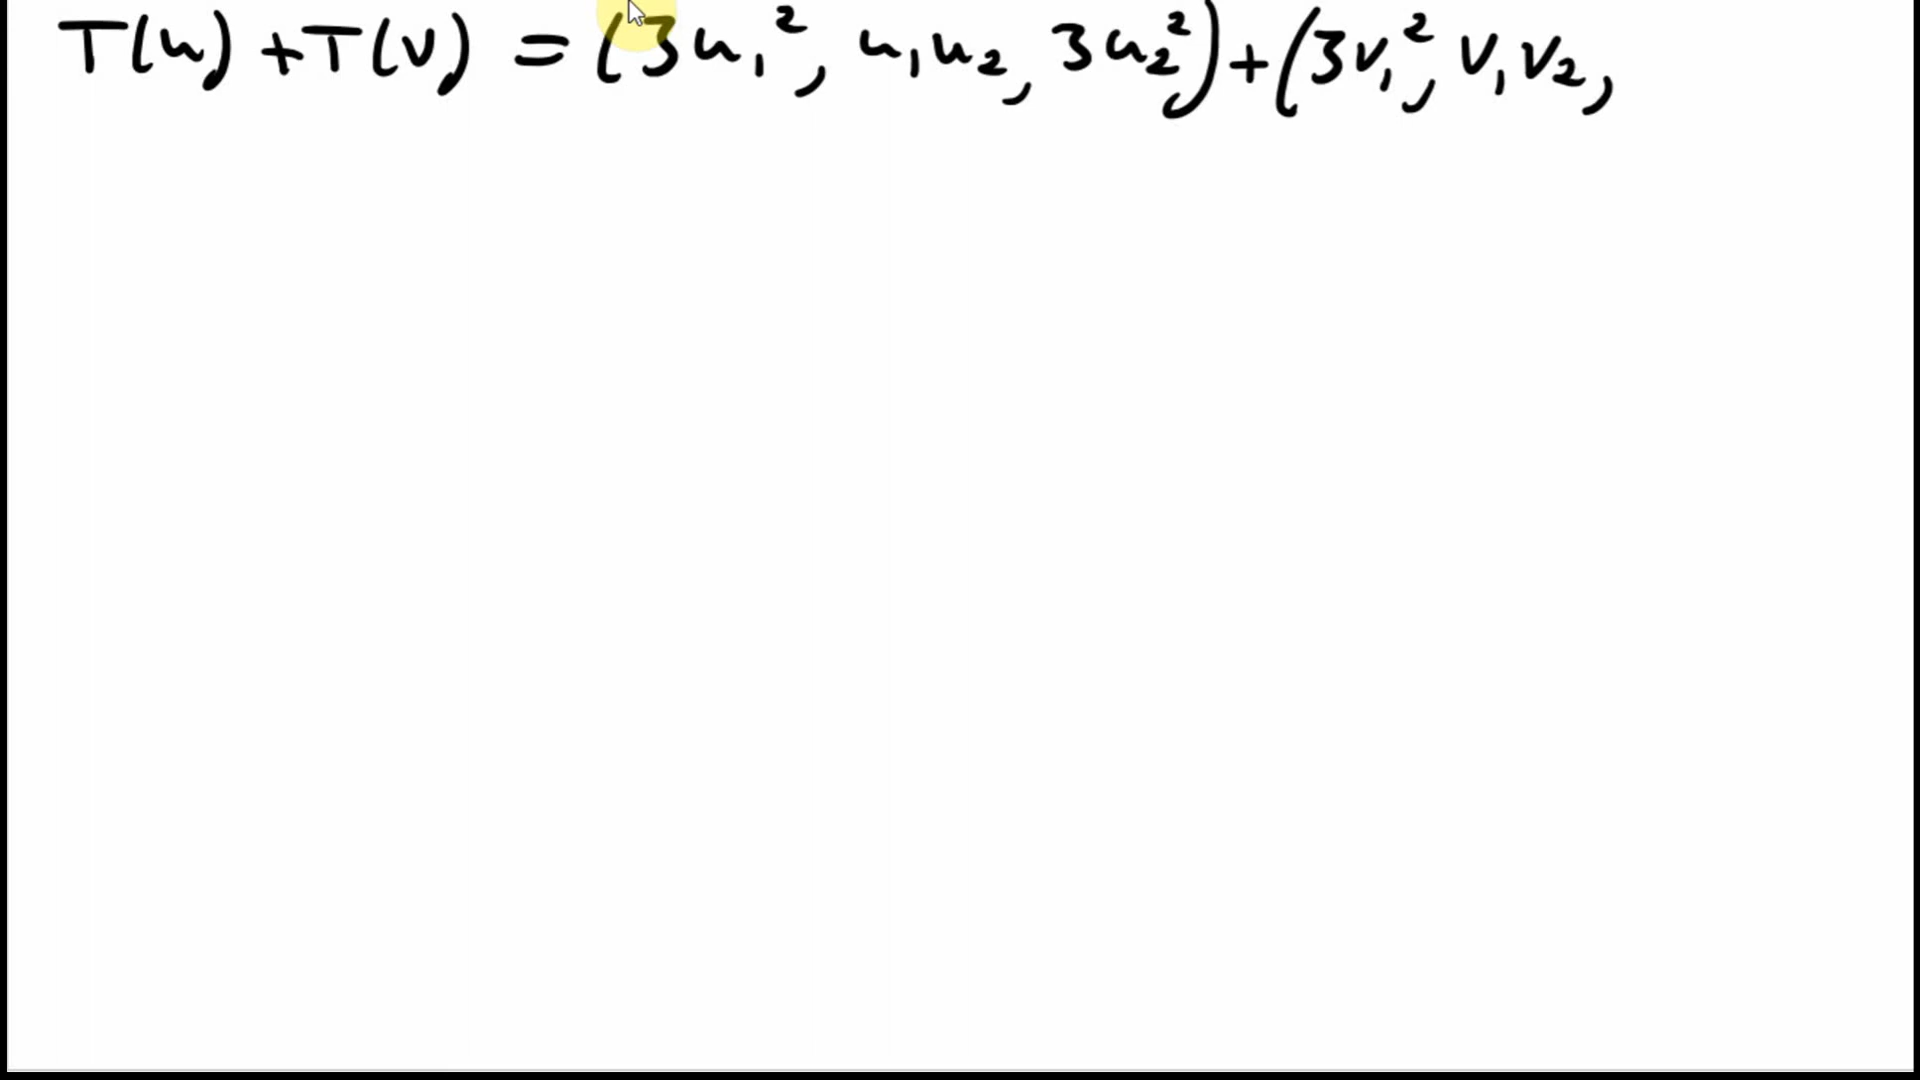 T(u) + T(v) = (3u₁², u₁u₂, 3u₂²) + (3v₁², v₁v₂,